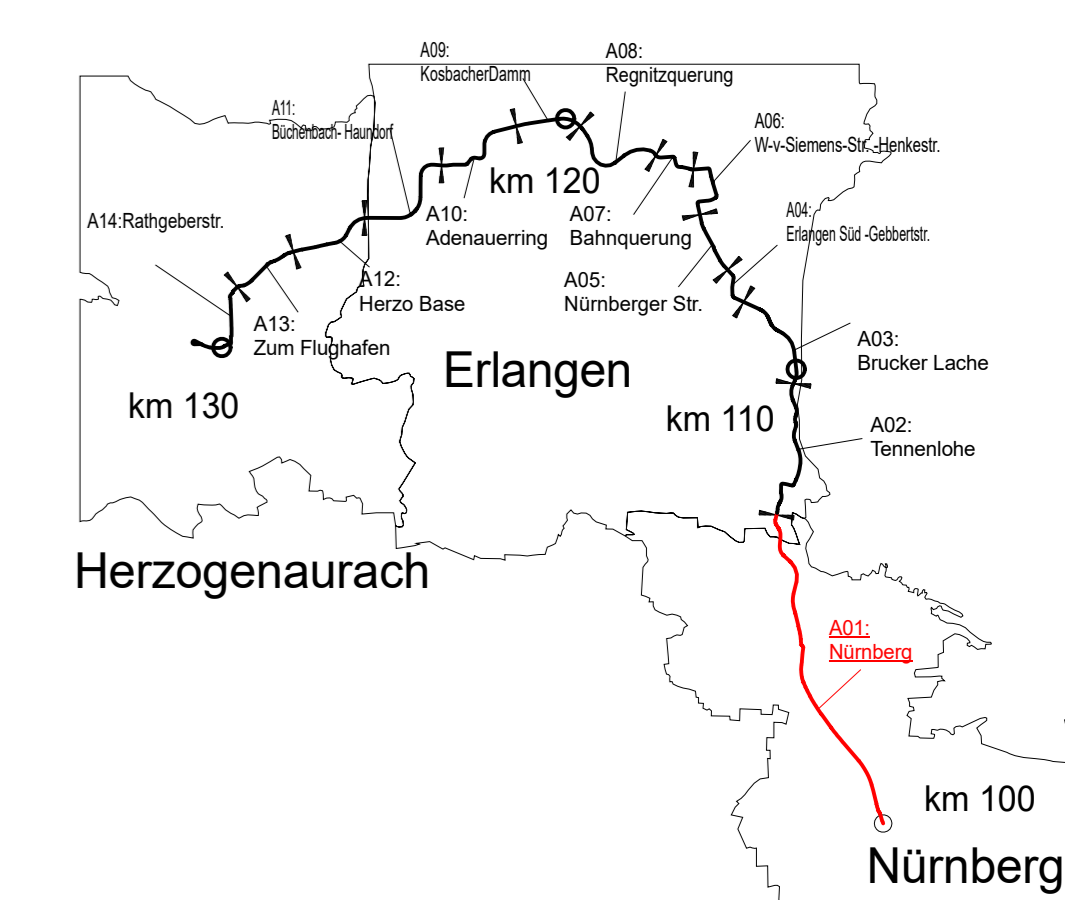 A09:
KosbacherDamm
A08:
Regnitzquerung
A11:
Büchenbach- Haundorf
A06:
W-v-Siemens-Str. -Henkestr.
km 120
A14:Rathgeberstr.
A10:
Adenauerring
A07:
Bahnquerung
A04:
Erlangen Süd -Gebbertstr.
A12:
Herzo Base
A05:
Nürnberger Str.
A13:
Zum Flughafen
A03:
Brucker Lache
Erlangen
km 130
km 110
A02:
Tennenlohe
Herzogenaurach
A01:
Nürnberg
km 100
Nürnberg